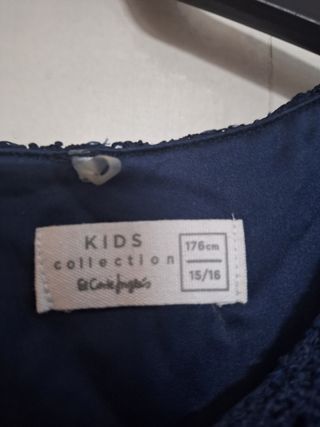 KIDS
collection
El Corte Inglés
176cm
15/16